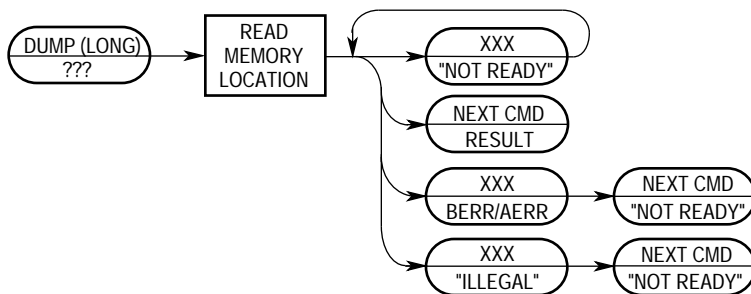 DUMP (LONG)
???
READ
MEMORY
LOCATION
XXX
"NOT READY"
NEXT CMD
RESULT
XXX
BERR/AERR
NEXT CMD
"NOT READY"
XXX
"ILLEGAL"
NEXT CMD
"NOT READY"